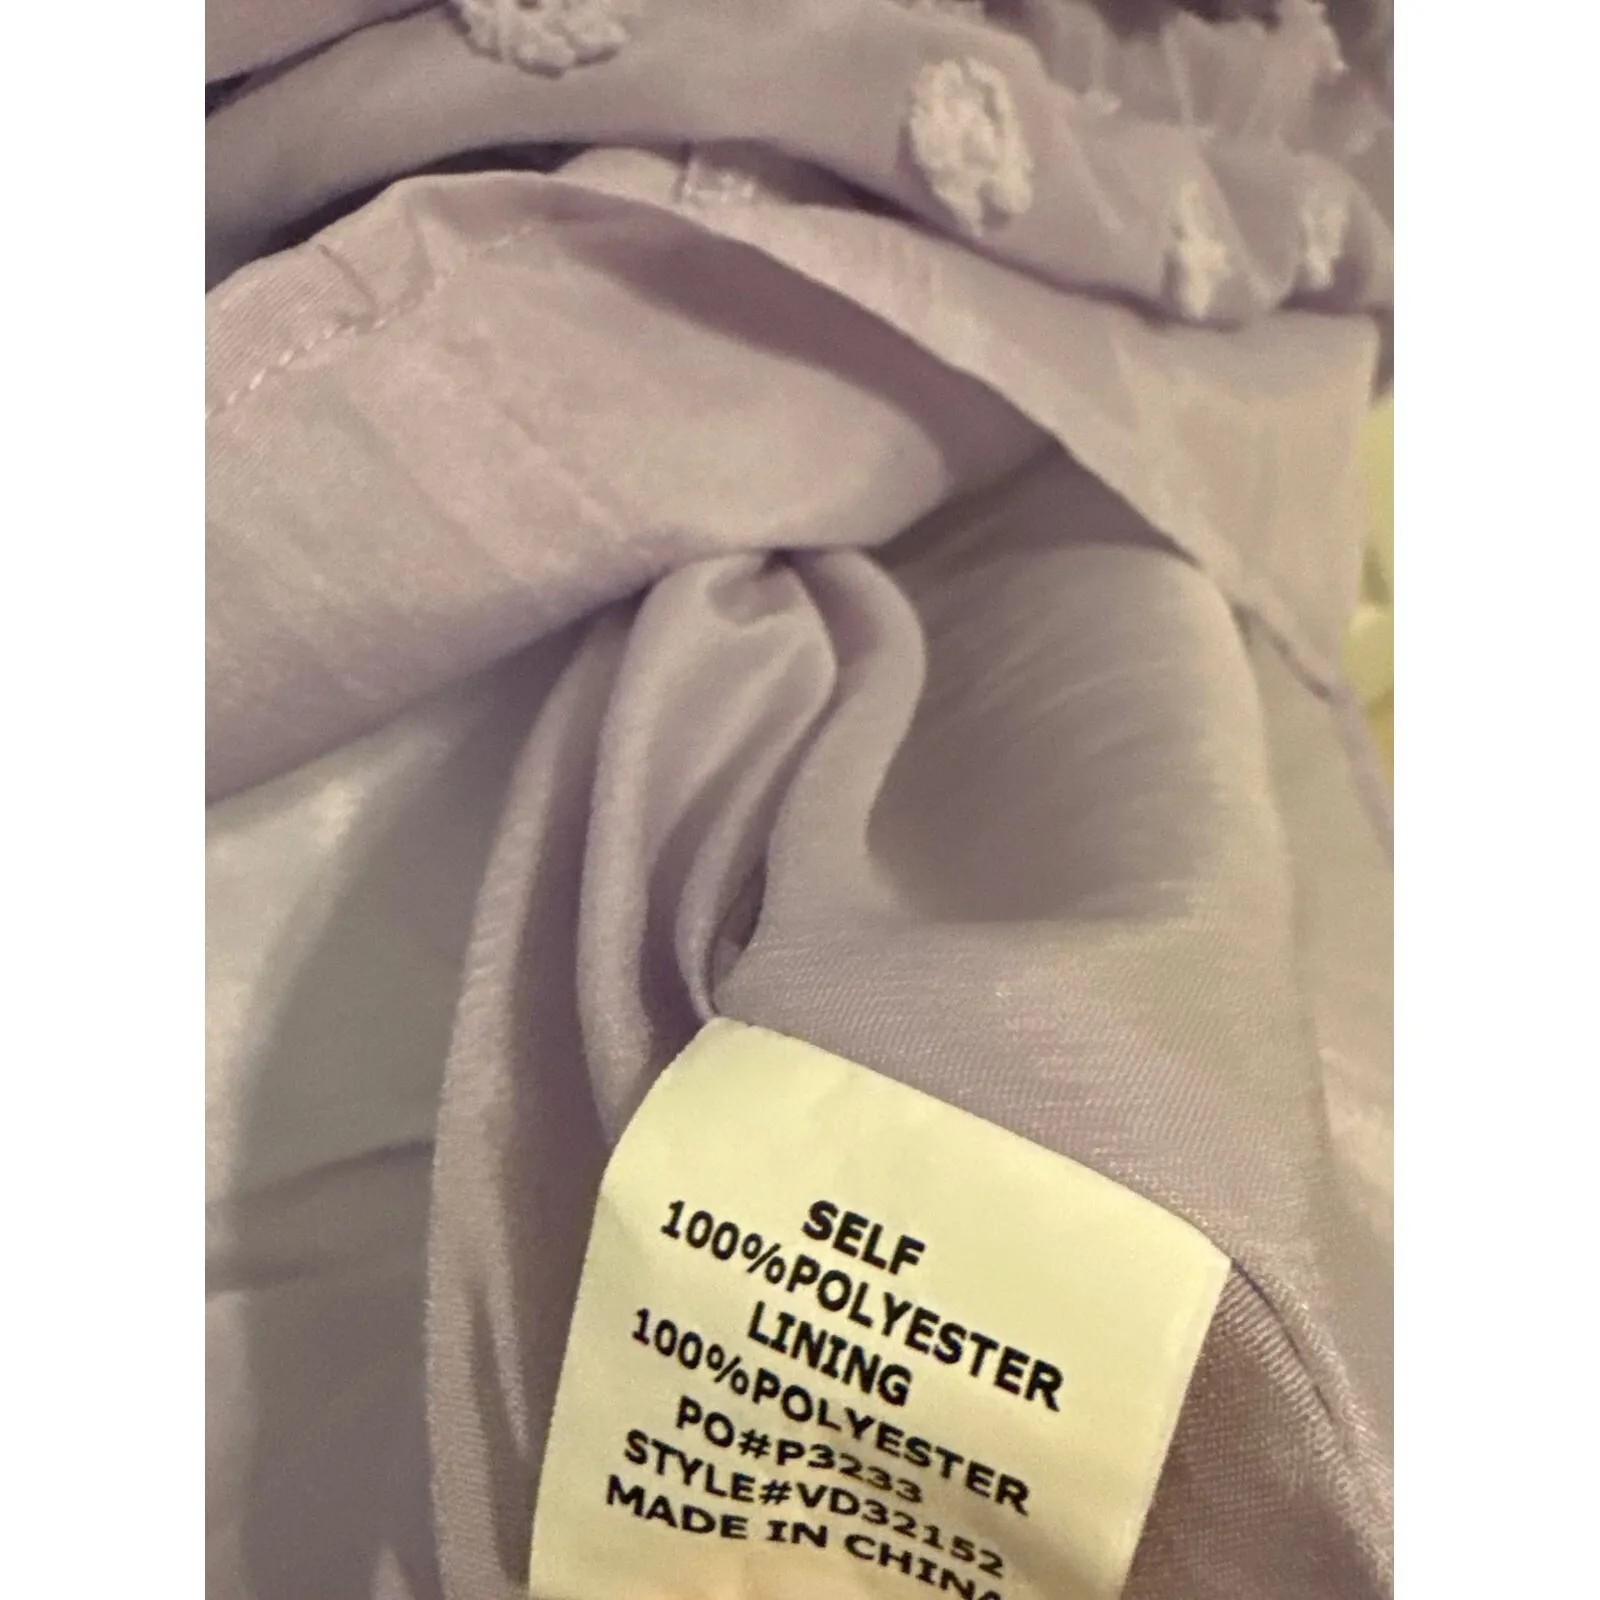 SELF
100%POLYESTER
LINING
100%POLYESTER
PO#P3233
STYLE#VD32152
MADE IN CHINA